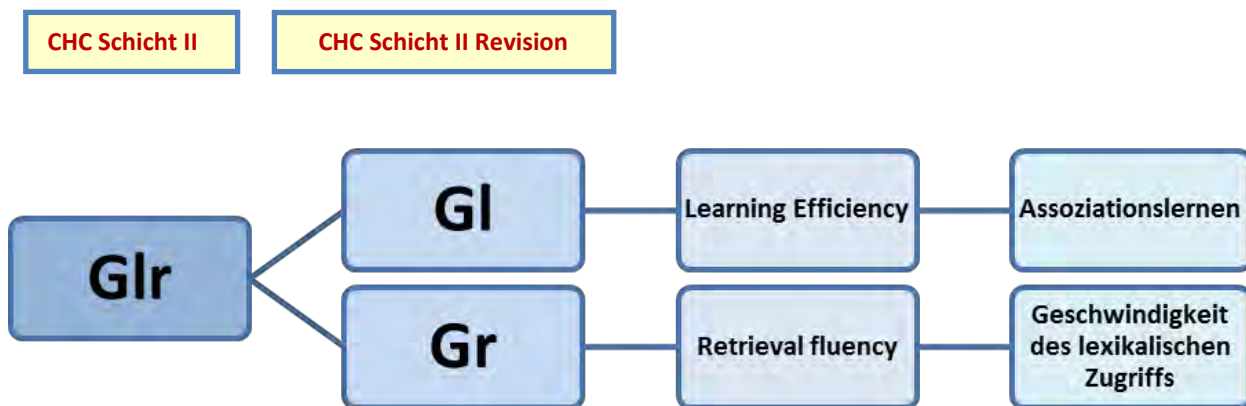 CHC Schicht II
CHC Schicht II Revision
Glr
Gl
Learning Efficiency
Assoziationslernen
Gr
Retrieval fluency
Geschwindigkeit
des lexikalischen
Zugriffs